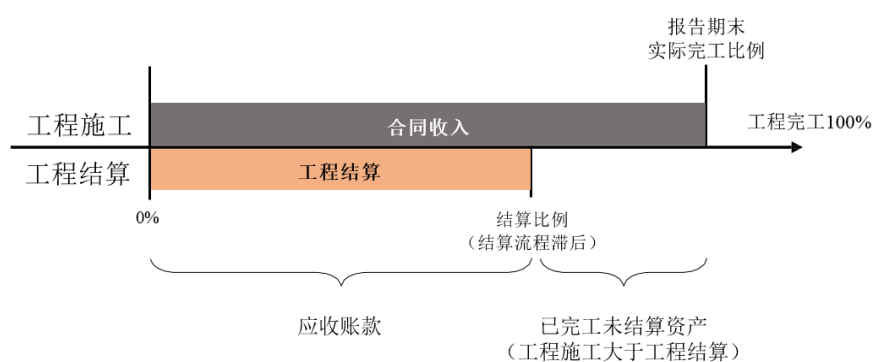 报告期末
实际完工比例
工程施工
合同收入
工程完工100%
工程结算
工程结算
0%
结算比例
（结算流程滞后）
应收账款
已完工未结算资产
（工程施工大于工程结算）